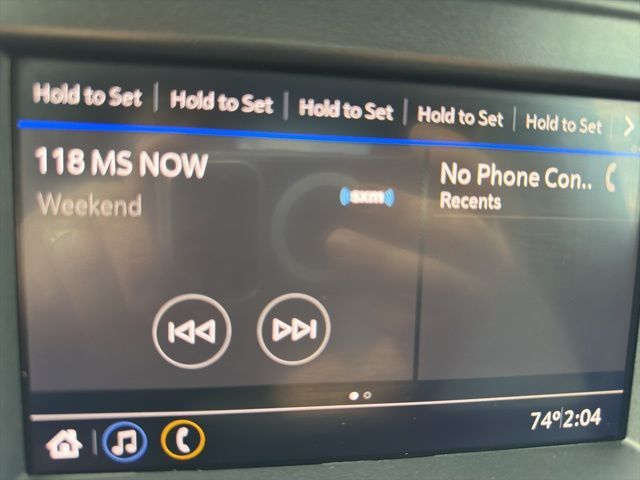 Hold to Set Hold to Set Hold to Set Hold to Set Hold to Set
118 MS NOW
Weekend
sxm
No Phone Con..
Recents
74° 2:04